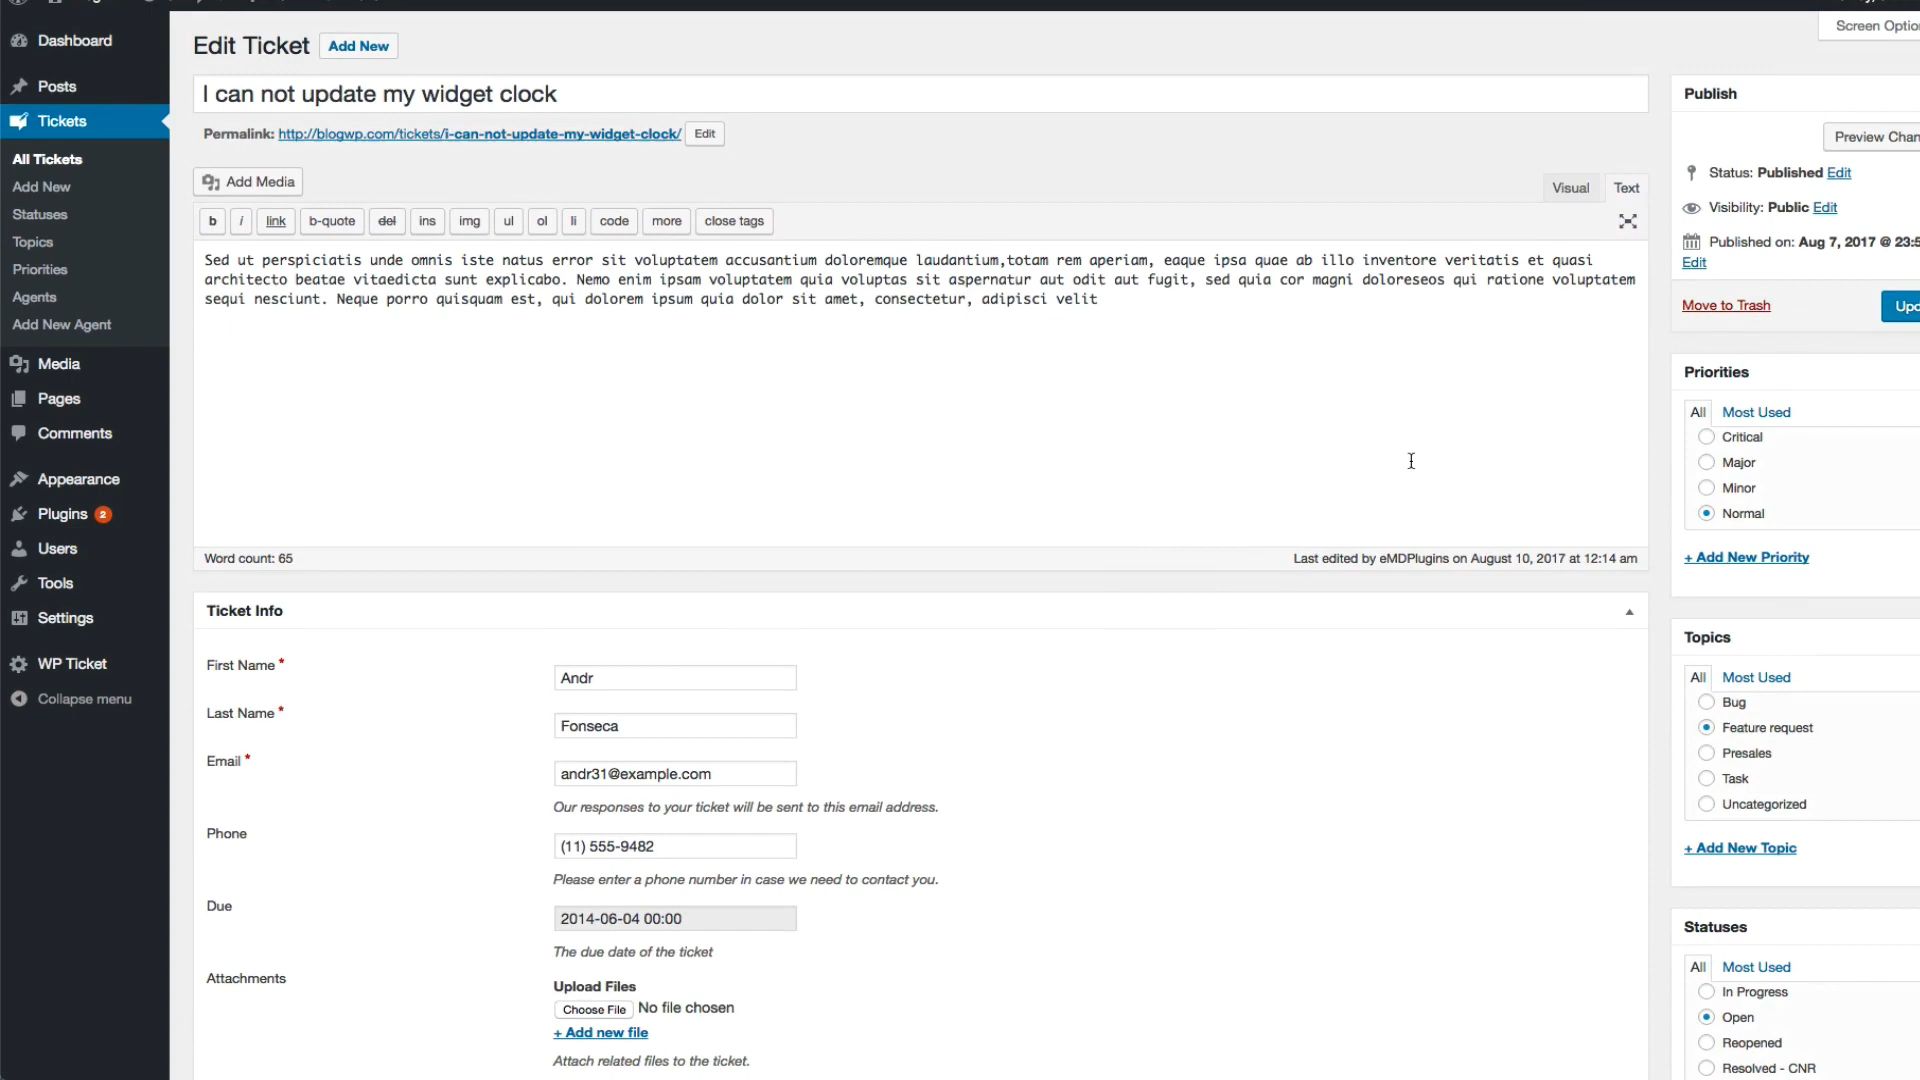 Dashboard
Posts
Tickets
All Tickets
Add New
Statuses
Topics
Priorities
Agents
Add New Agent
Media
Pages
Comments
Appearance
Plugins 2
Users
Tools
Settings
WP Ticket
Collapse menu
Screen Optio
Edit Ticket Add New
I can not update my widget clock
Permalink: http://blogwp.com/tickets/i-can-not-update-my-widget-clock/ Edit
Add Media
Visual Text
b i link b-quote del ins img ul ol li code more close tags
Sed ut perspiciatis unde omnis iste natus error sit voluptatem accusantium doloremque laudantium,totam rem aperiam, eaque ipsa quae ab illo inventore veritatis et quasi
architecto beatae vitaedicta sunt explicabo. Nemo enim ipsam voluptatem quia voluptas sit aspernatur aut odit aut fugit, sed quia cor magni doloreseos qui ratione voluptatem
sequi nesciunt. Neque porro quisquam est, qui dolorem ipsum quia dolor sit amet, consectetur, adipisci velit
Word count: 65
Last edited by eMDPlugins on August 10, 2017 at 12:14 am
Ticket Info
First Name *
Andr
Last Name *
Fonseca
Email *
andr31@example.com
Our responses to your ticket will be sent to this email address.
Phone
(11) 555-9482
Please enter a phone number in case we need to contact you.
Due
2014-06-04 00:00
The due date of the ticket
Attachments
Upload Files
Choose File No file chosen
+ Add new file
Attach related files to the ticket.
Publish
Preview Chan
Status: Published Edit
Visibility: Public Edit
Published on: Aug 7, 2017 @ 23:5
Edit
Move to Trash
Upd
Priorities
All Most Used
Critical
Major
Minor
Normal
+ Add New Priority
Topics
All Most Used
Bug
Feature request
Presales
Task
Uncategorized
+ Add New Topic
Statuses
All Most Used
In Progress
Open
Reopened
Resolved - CNR